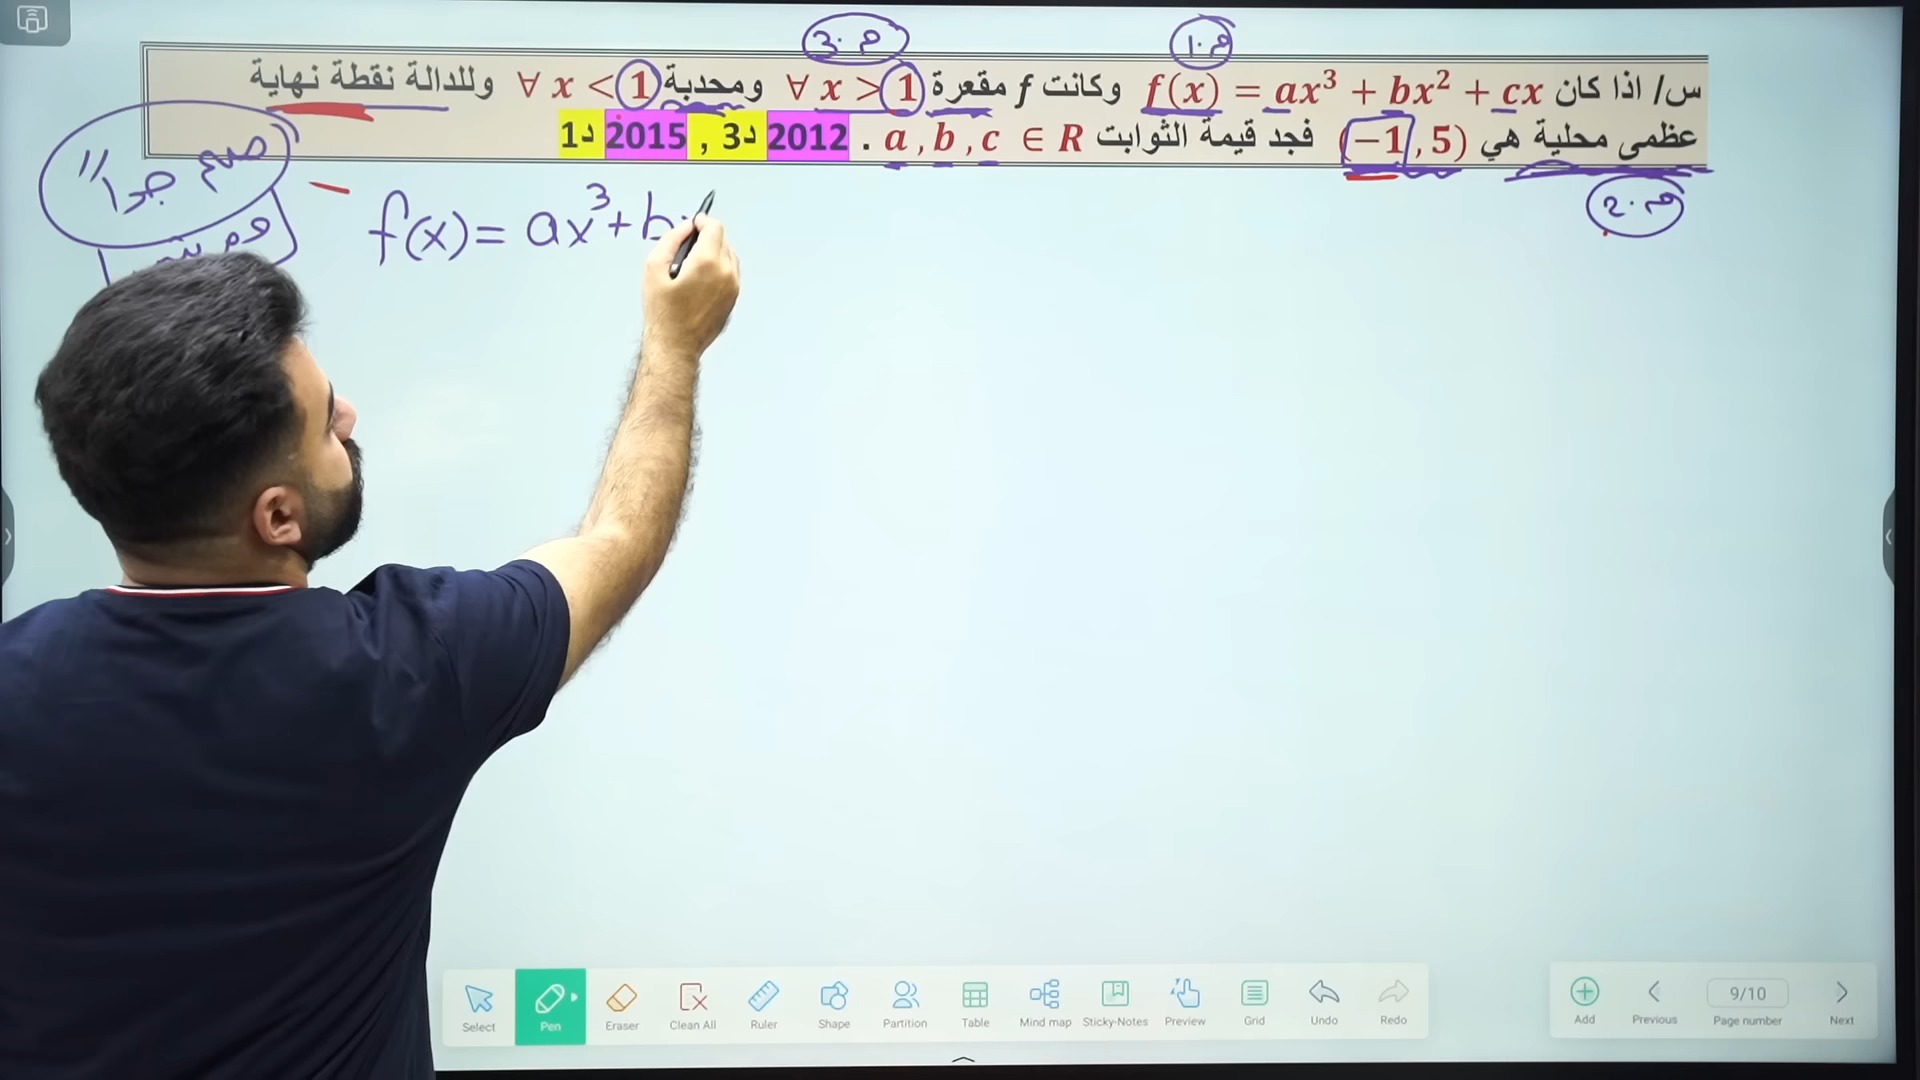 م.3
م.1
س/ اذا كان f(x) = ax³ + bx² + cx وكانت f مقعرة ∀ x > 1 ومحدبة ∀ x < 1 وللدالة نقطة نهاية
عظمى محلية هي (−1, 5) فجد قيمة الثوابت a , b , c ∈ R . 2012 د3 , 2015 د1
م.2
جداً
f(x) = ax³ + b
Select
Pen
Eraser
Clean All
Ruler
Shape
Partition
Table
Mind map
Sticky-Notes
Preview
Grid
Undo
Redo
Add
Previous
9/10
Page number
Next